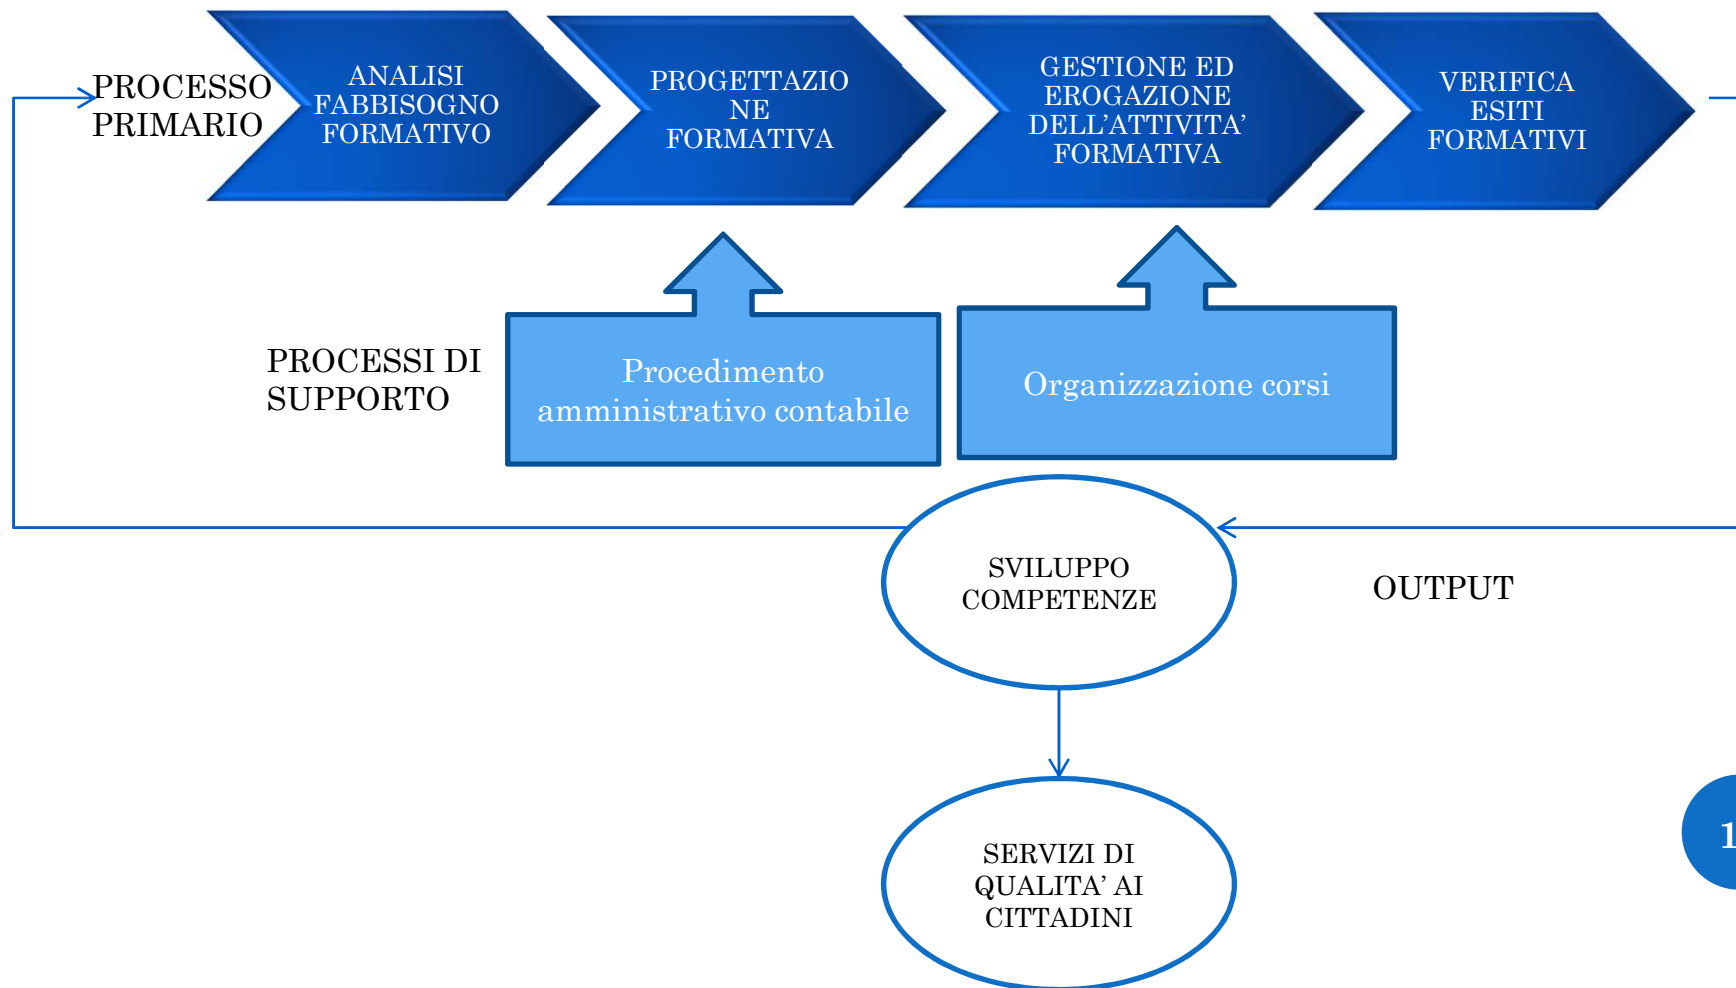 PROCESSO
PRIMARIO
ANALISI
FABBISOGNO
FORMATIVO
PROGETTAZIO
NE
FORMATIVA
GESTIONE ED
EROGAZIONE
DELL’ATTIVITA’
FORMATIVA
VERIFICA
ESITI
FORMATIVI
PROCESSI DI
SUPPORTO
Procedimento
amministrativo contabile
Organizzazione corsi
SVILUPPO
COMPETENZE
OUTPUT
SERVIZI DI
QUALITA’ AI
CITTADINI
1